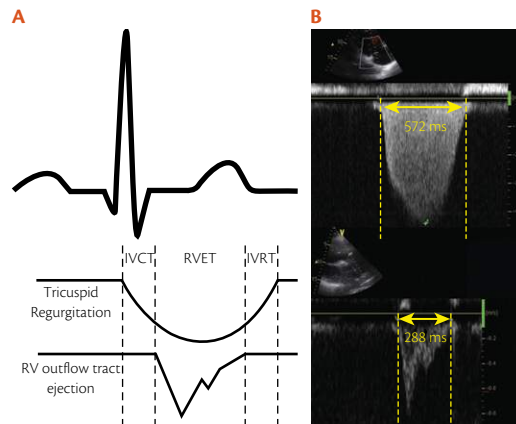 A
B
572 ms
IVCT
RVET
IVRT
Tricuspid
Regurgitation
RV outflow tract
ejection
V
288 ms